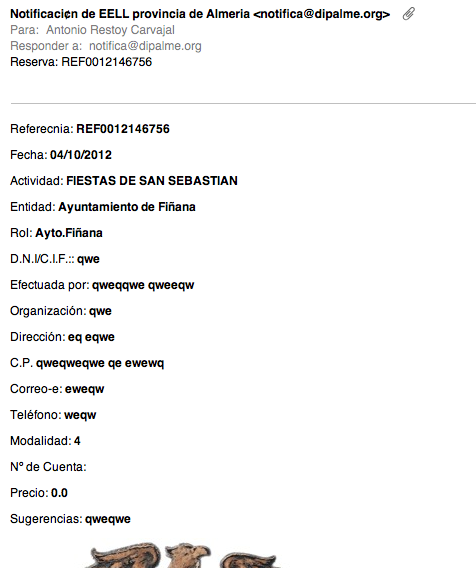 Notificación de EELL provincia de Almeria <notifica@dipalme.org>
Para: Antonio Restoy Carvajal
Responder a: notifica@dipalme.org
Reserva: REF0012146756
Referecnia: REF0012146756
Fecha: 04/10/2012
Actividad: FIESTAS DE SAN SEBASTIAN
Entidad: Ayuntamiento de Fiñana
Rol: Ayto.Fiñana
D.N.I/C.I.F.:: qwe
Efectuada por: qweqqwe qweeqw
Organización: qwe
Dirección: eq eqwe
C.P. qweqweqwe qe ewewq
Correo-e: eweqw
Teléfono: weqw
Modalidad: 4
Nº de Cuenta:
Precio: 0.0
Sugerencias: qweqwe